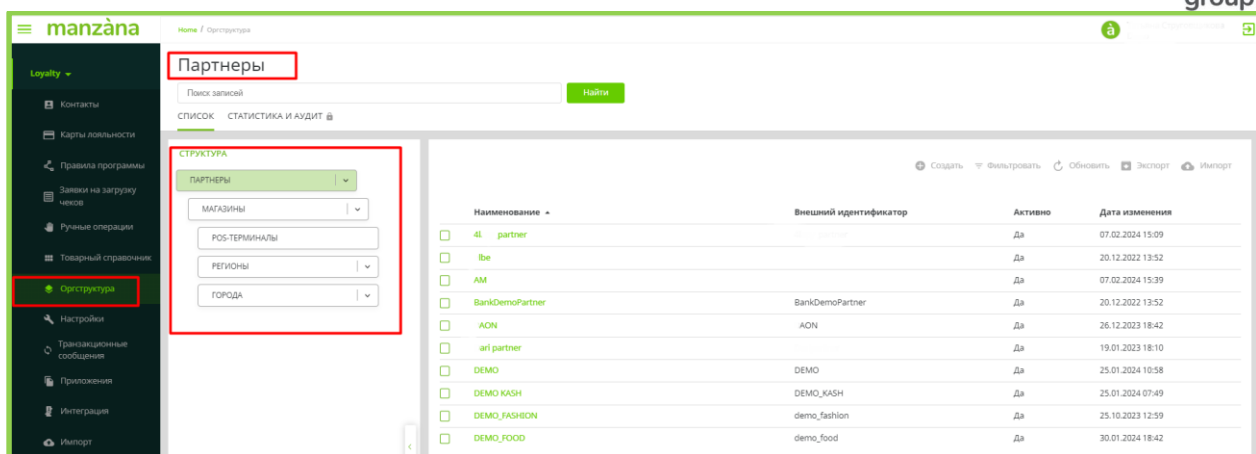 group
manzàna
Home / Оргструктура
à
Loyalty
Контакты
Карты лояльности
Правила программы
Заявки на загрузку
чеков
Ручные операции
Товарный справочник
Оргструктура
Настройки
Транзакционные
сообщения
Приложения
Интеграция
Импорт
Партнеры
Поиск записей
Найти
СПИСОК СТАТИСТИКА И АУДИТ
СТРУКТУРА
ПАРТНЕРЫ
МАГАЗИНЫ
POS-ТЕРМИНАЛЫ
РЕГИОНЫ
ГОРОДА
Создать Фильтровать Обновить Экспорт Импорт
Наименование Внешний идентификатор Активно Дата изменения
4l. partner Да 07.02.2024 15:09
lbe Да 20.12.2022 13:52
AM Да 07.02.2024 15:39
BankDemoPartner BankDemoPartner Да 20.12.2022 13:52
AON AON Да 26.12.2023 18:42
ari partner Да 19.01.2023 18:10
DEMO DEMO Да 25.01.2024 10:58
DEMO KASH DEMO_KASH Да 25.01.2024 07:49
DEMO_FASHION demo_fashion Да 25.10.2023 12:59
DEMO_FOOD demo_food Да 30.01.2024 18:42